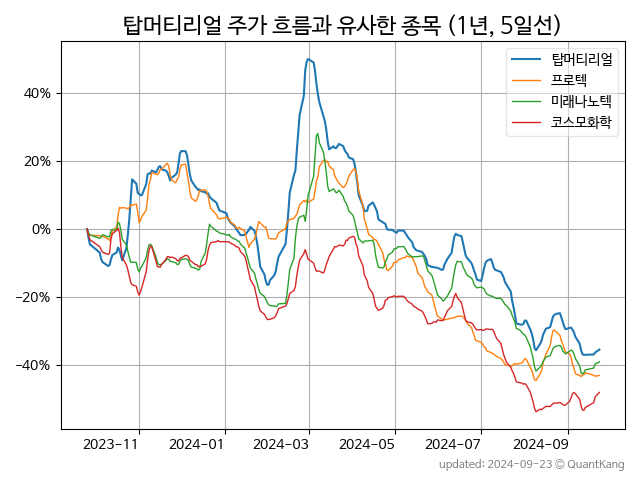 탑머티리얼 주가 흐름과 유사한 종목 (1년, 5일선)
탑머티리얼
프로텍
미래나노텍
코스모화학
40%
20%
0%
−20%
−40%
2023−11
2024−01
2024−03
2024−05
2024−07
2024−09
updated: 2024−09−23 © QuantKang